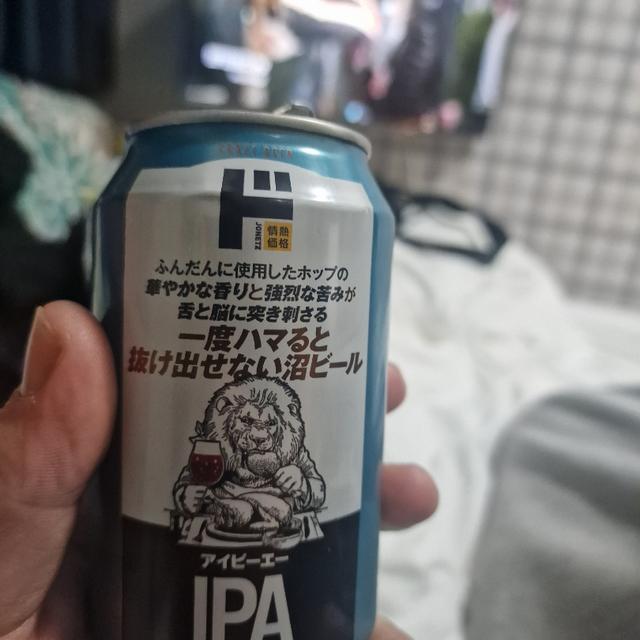 CRAFT BEER
ド
JONETZ
情熱
価格
ふんだんに使用したホップの
華やかな香りと強烈な苦みが
舌と脳に突き刺さる
一度ハマると
抜け出せない沼ビール
アイピーエー
IPA